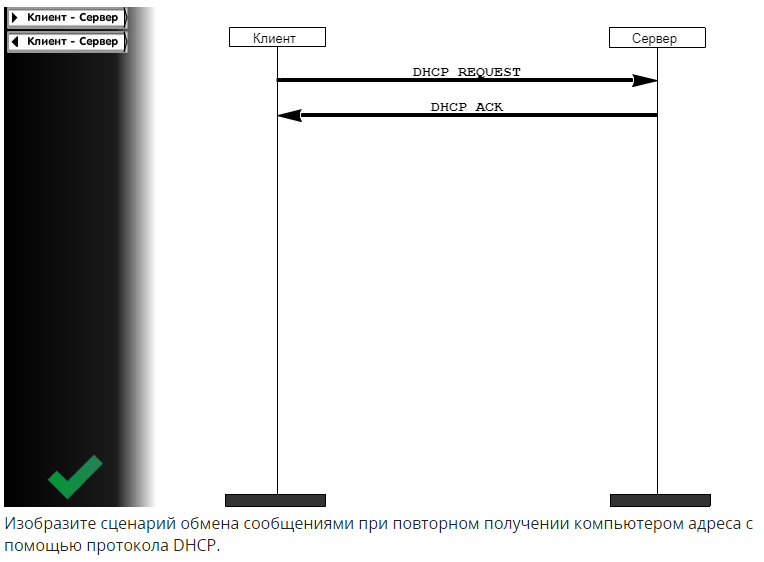 Клиент - Сервер
Клиент - Сервер
Клиент
Сервер
DHCP REQUEST
DHCP ACK
Изобразите сценарий обмена сообщениями при повторном получении компьютером адреса с
помощью протокола DHCP.